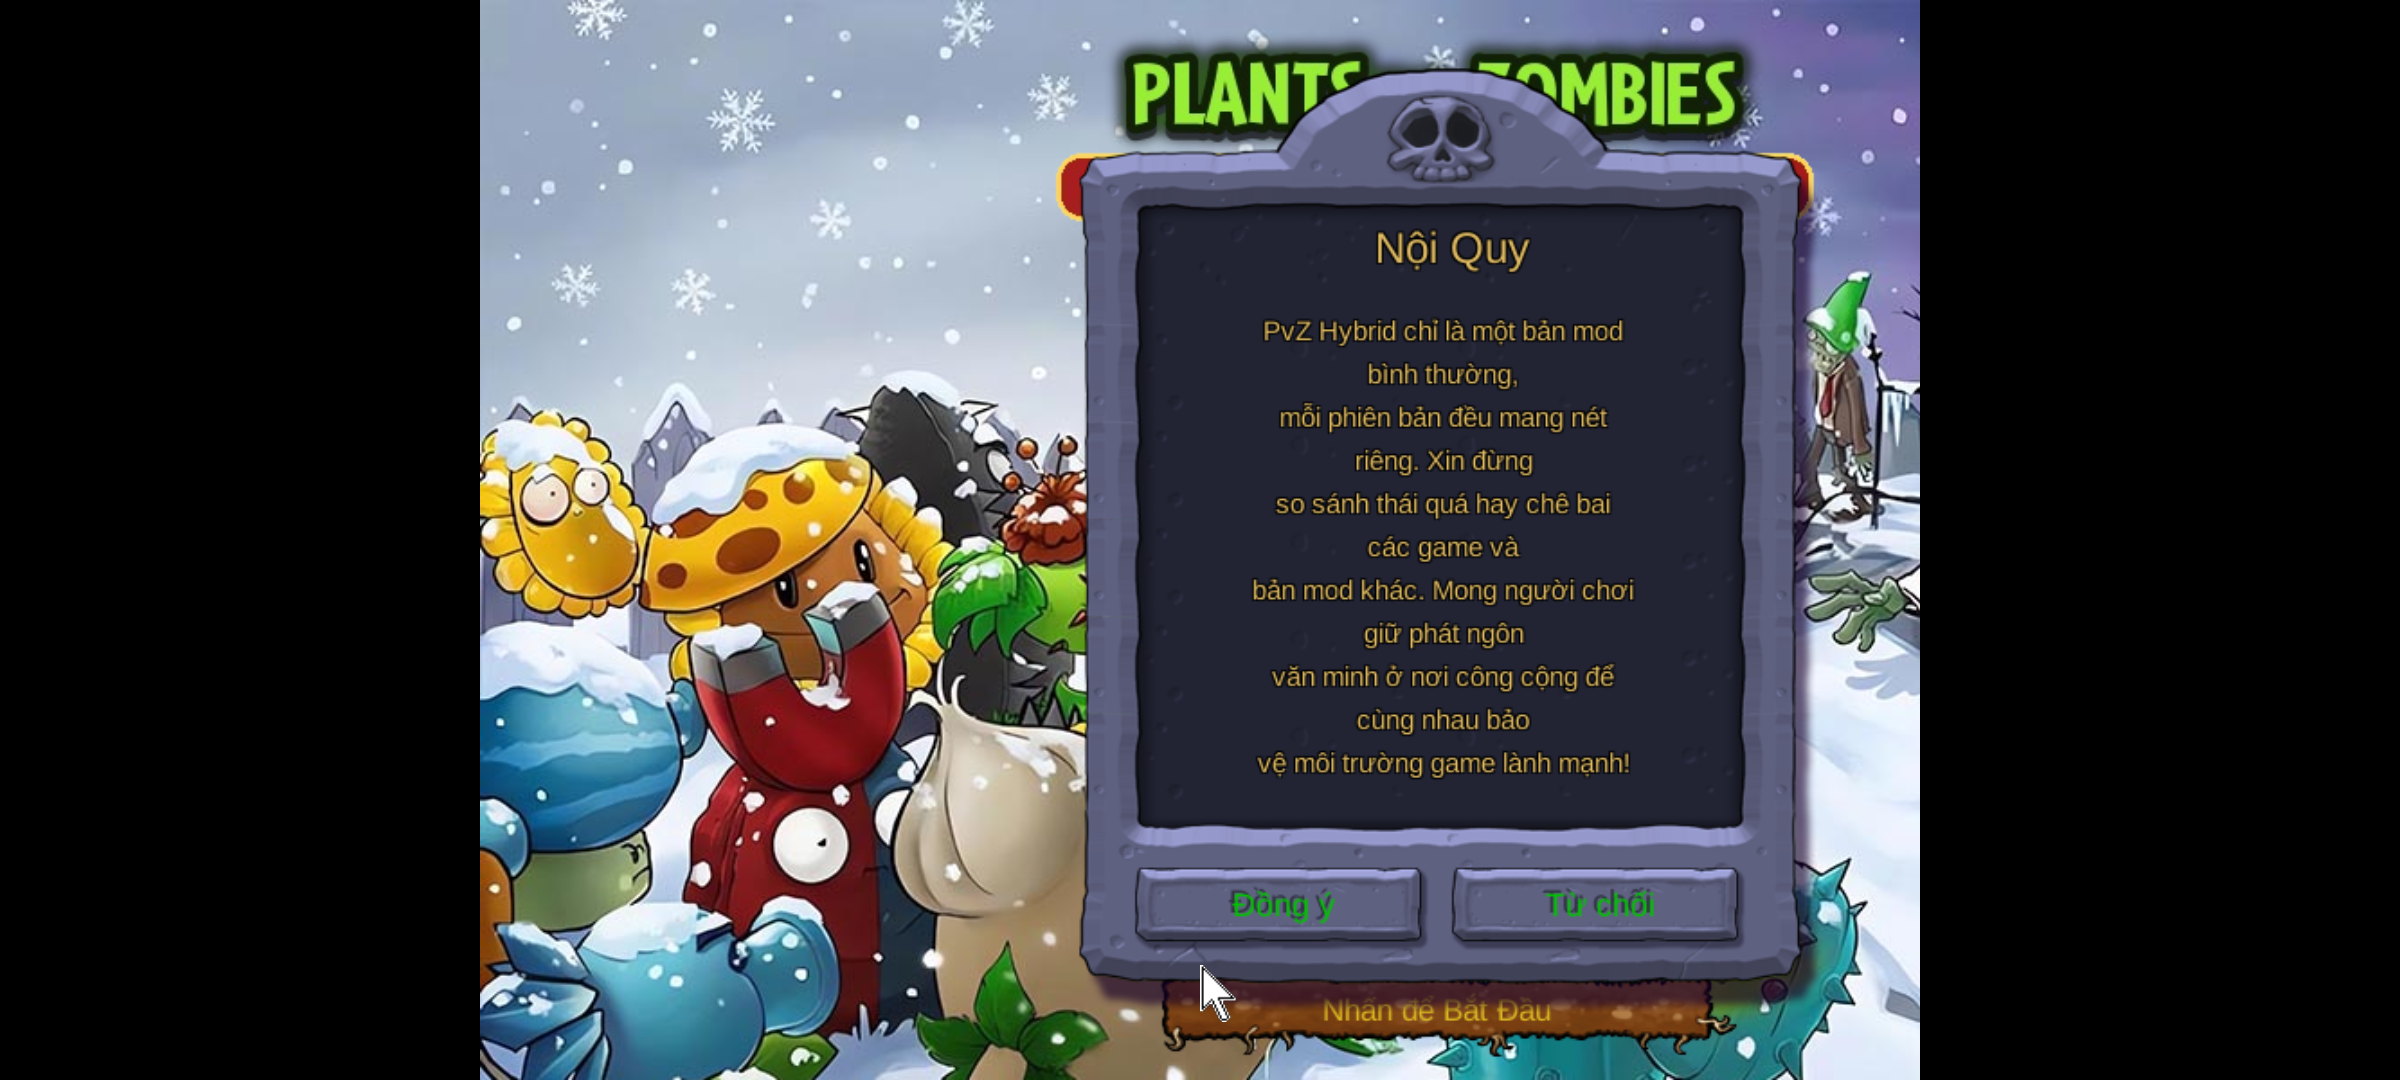 PLANTS ZOMBIES
Nội Quy
PvZ Hybrid chỉ là một bản mod
bình thường,
mỗi phiên bản đều mang nét
riêng. Xin đừng
so sánh thái quá hay chê bai
các game và
bản mod khác. Mong người chơi
giữ phát ngôn
văn minh ở nơi công cộng để
cùng nhau bảo
vệ môi trường game lành mạnh!
Đồng ý
Từ chối
Nhấn để Bắt Đầu